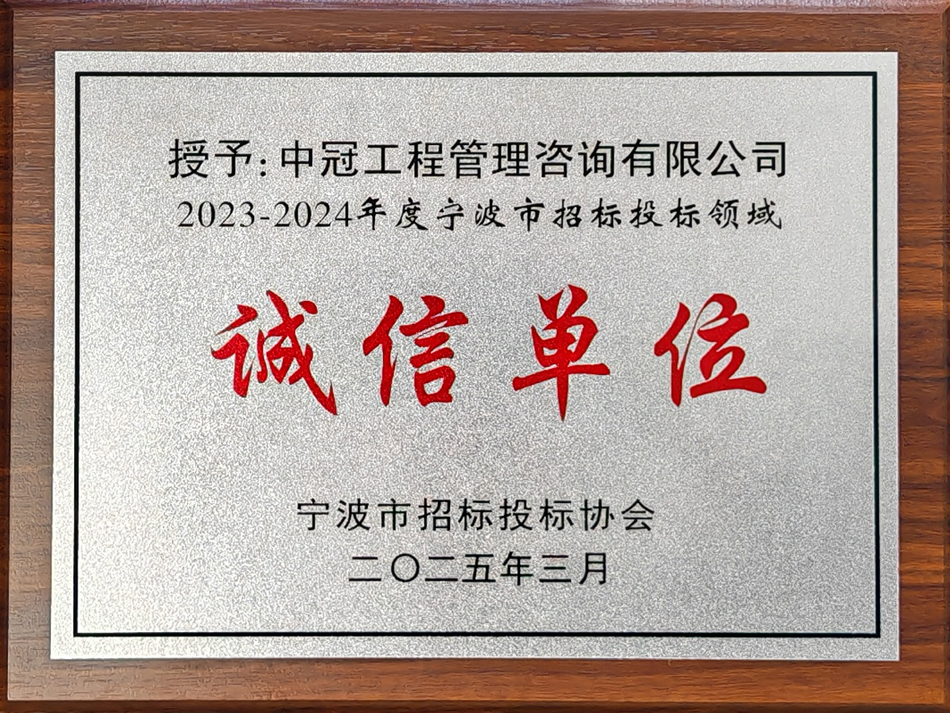 授予:中冠工程管理咨询有限公司
2023-2024年度宁波市招标投标领域
诚信单位
宁波市招标投标协会
二〇二五年三月